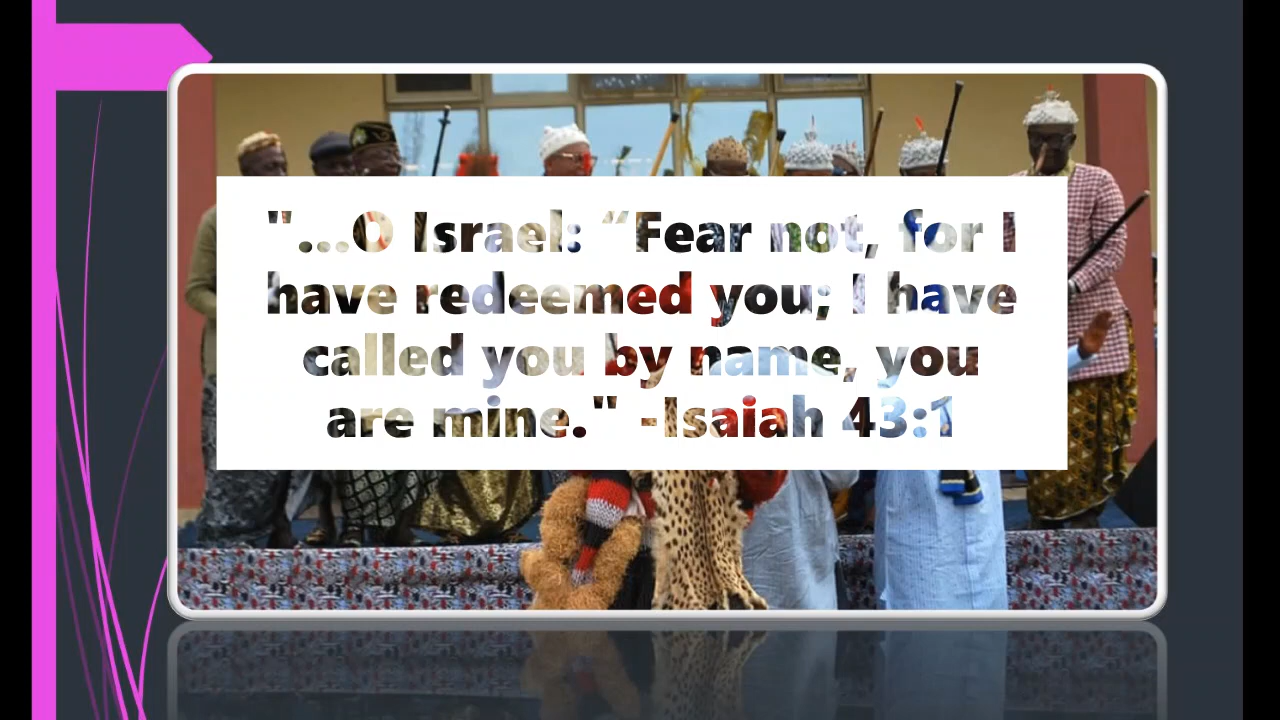 "...O Israel: “Fear not, for I
have redeemed you; I have
called you by name, you
are mine." -Isaiah 43:1